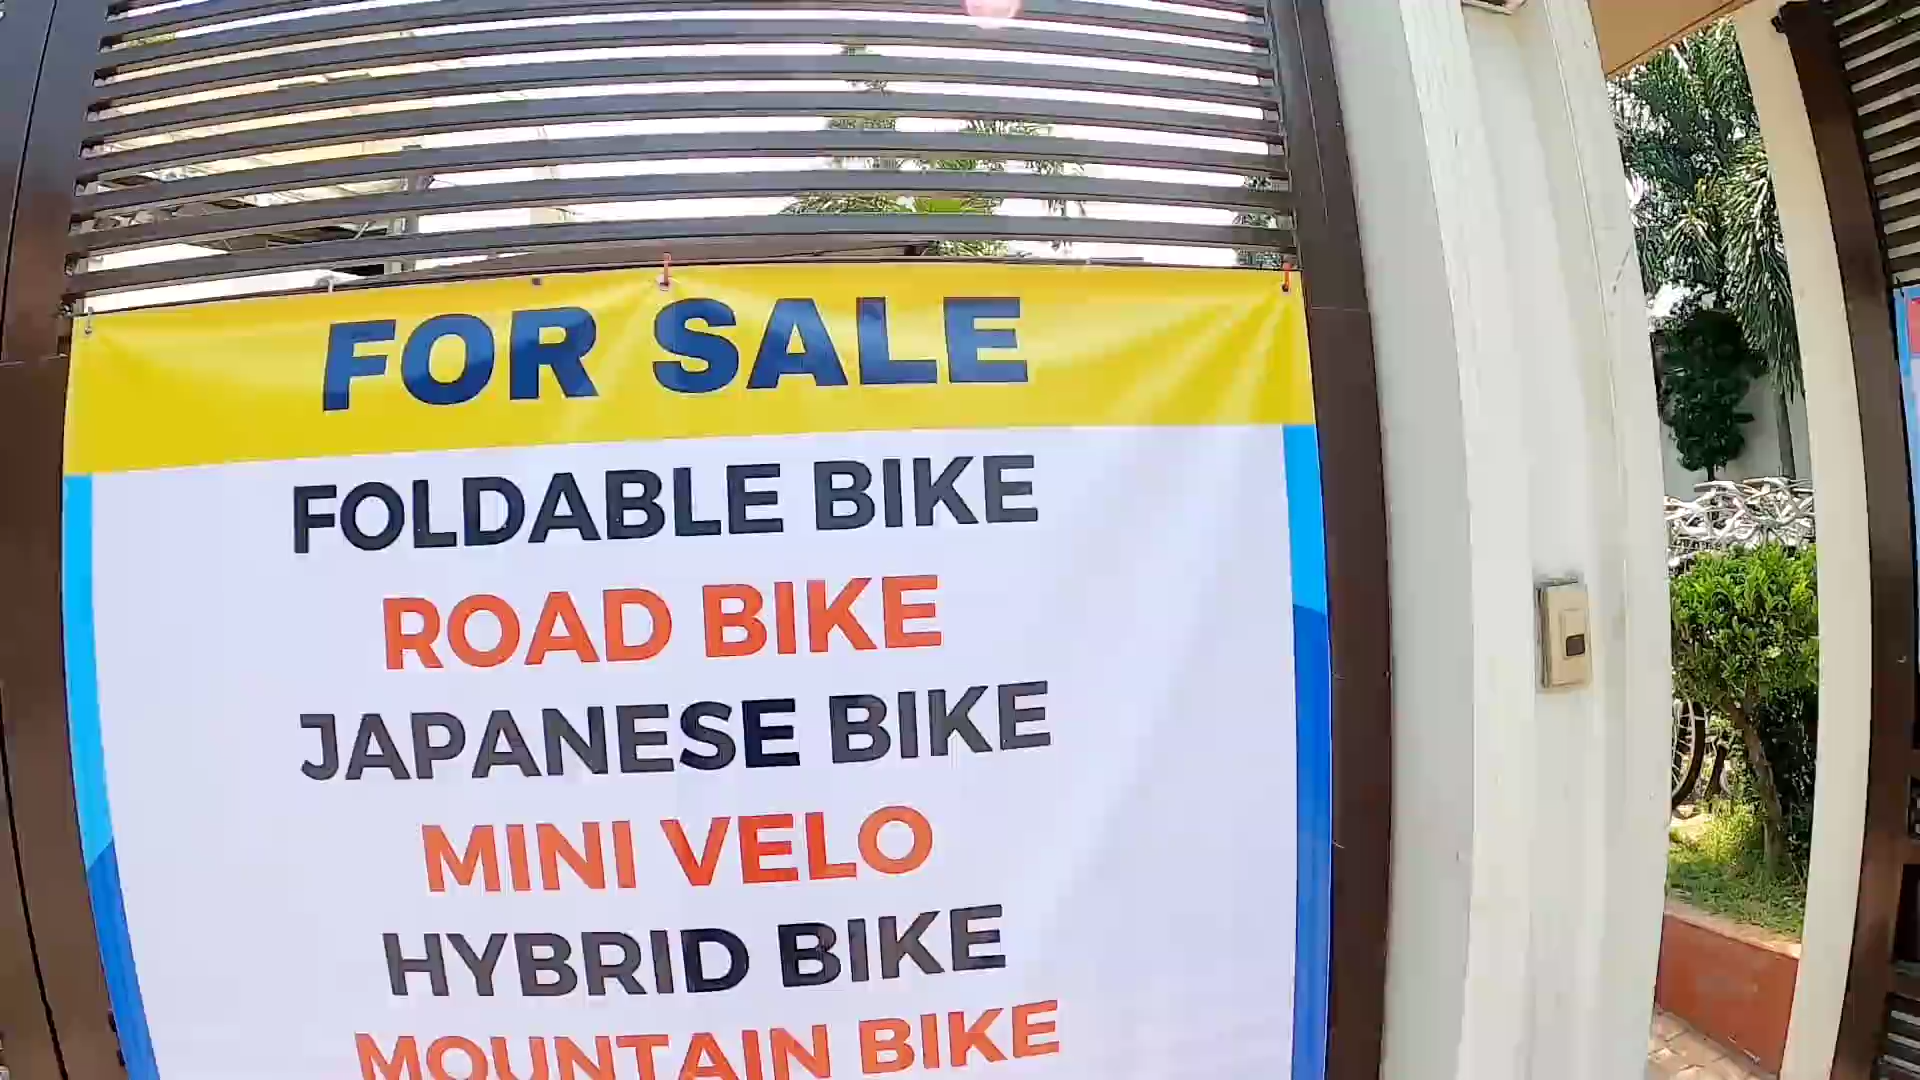 FOR SALE
FOLDABLE BIKE
ROAD BIKE
JAPANESE BIKE
MINI VELO
HYBRID BIKE
MOUNTAIN BIKE